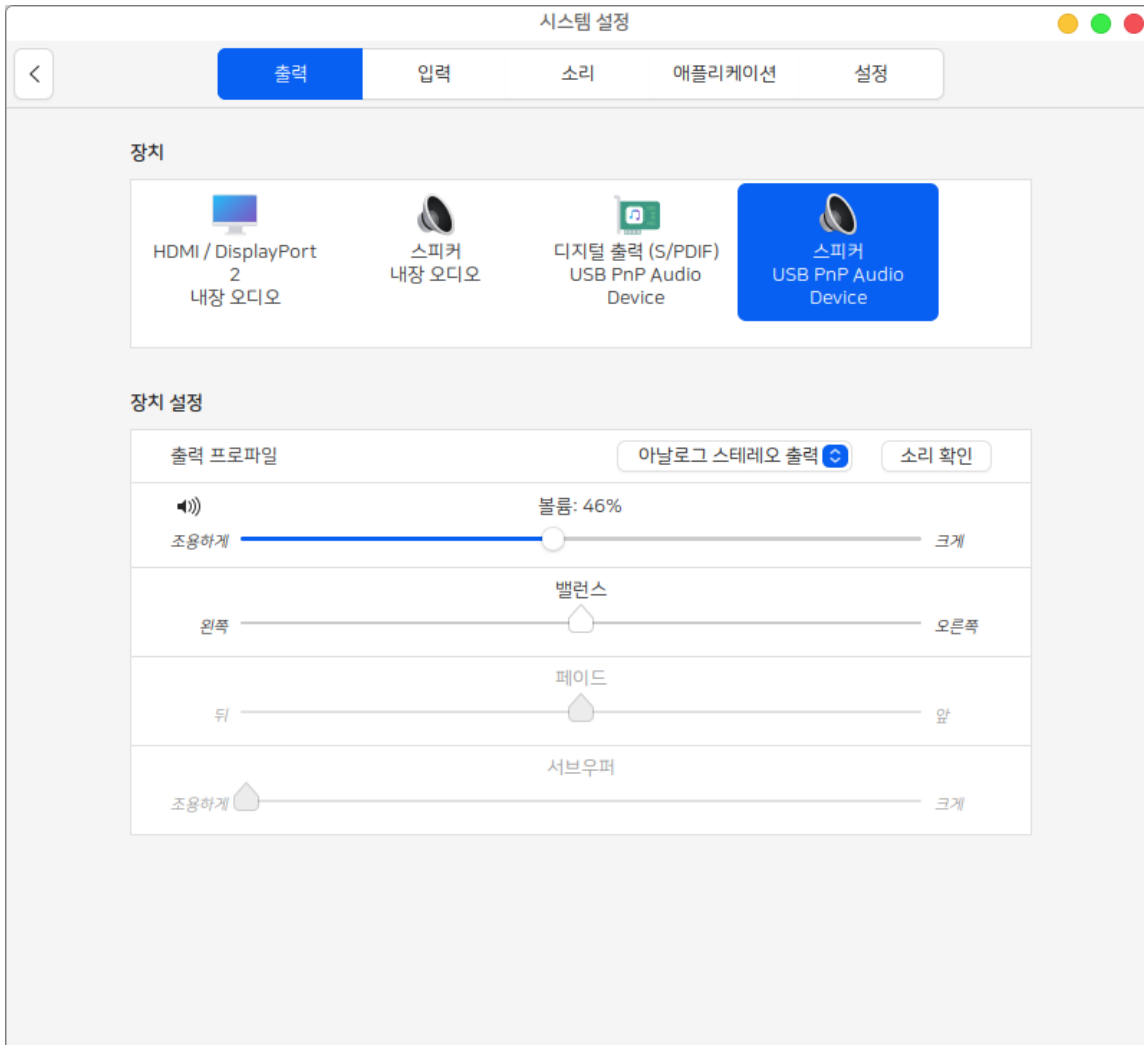 시스템 설정
출력
입력
소리
애플리케이션
설정
장치
HDMI / DisplayPort
2
내장 오디오
스피커
내장 오디오
디지털 출력 (S/PDIF)
USB PnP Audio
Device
스피커
USB PnP Audio
Device
장치 설정
출력 프로파일
아날로그 스테레오 출력
소리 확인
볼륨: 46%
조용하게
크게
밸런스
왼쪽
오른쪽
페이드
뒤
앞
서브우퍼
조용하게
크게